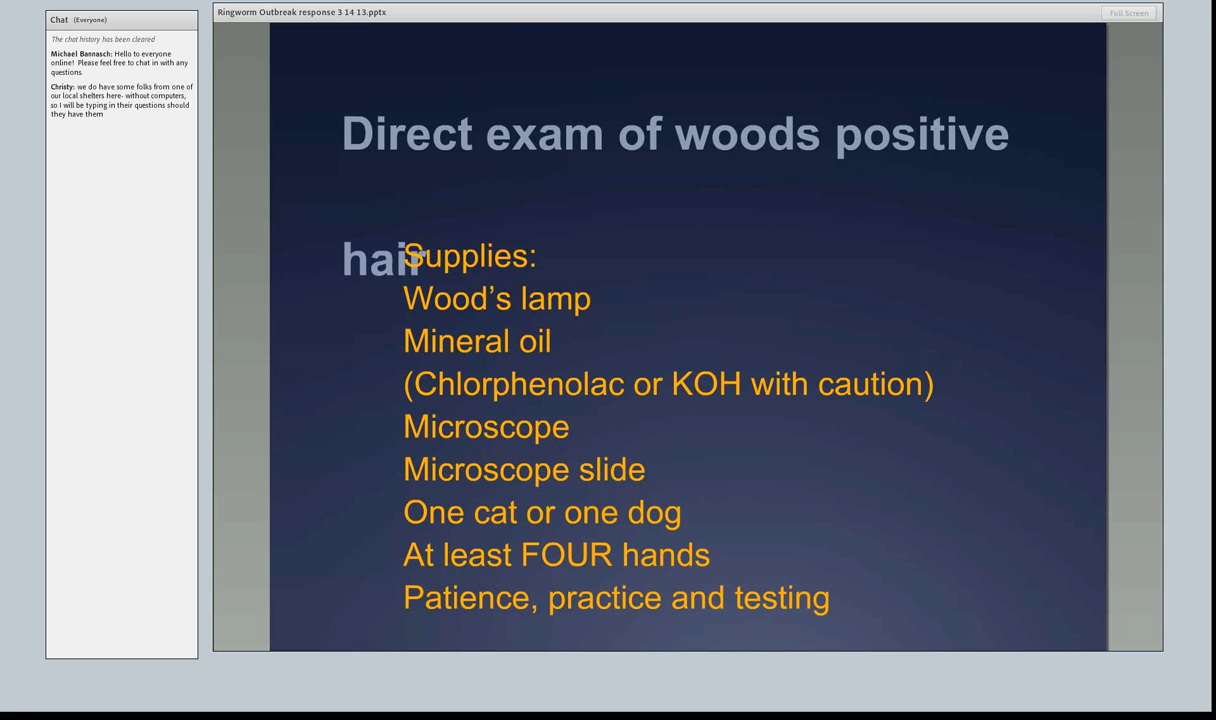 Chat (Everyone)
The chat history has been cleared
Michael Bannasch: Hello to everyone
online! Please feel free to chat in with any
questions.
Christy: we do have some folks from one of
our local shelters here- without computers,
so I will be typing in their questions should
they have them
Ringworm Outbreak response 3 14 13.pptx
Full Screen
Direct exam of woods positive
hair
Supplies:
Wood’s lamp
Mineral oil
(Chlorphenolac or KOH with caution)
Microscope
Microscope slide
One cat or one dog
At least FOUR hands
Patience, practice and testing